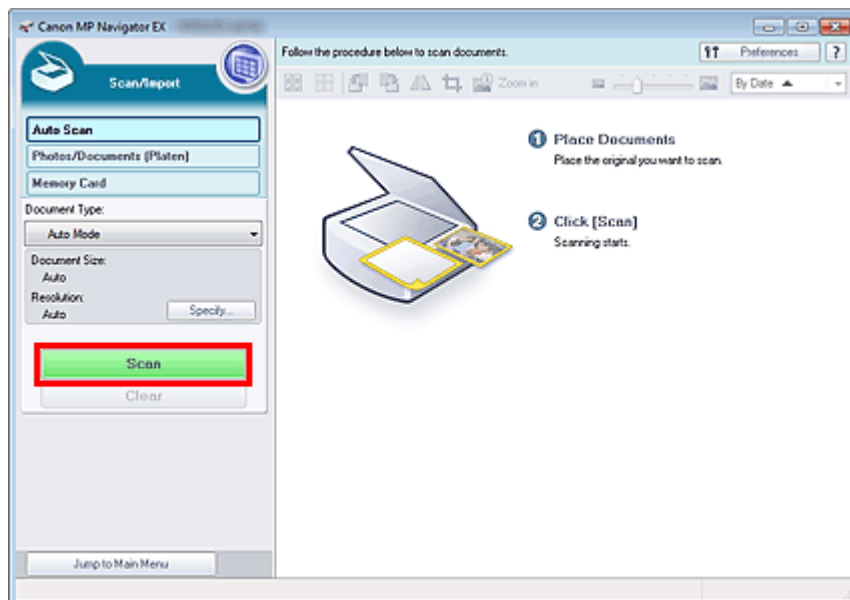 Canon MP Navigator EX
Scan/Import
Follow the procedure below to scan documents.
Preferences
?
Zoom in
By Date
Auto Scan
Photos/Documents (Platen)
Memory Card
Document Type:
Auto Mode
Document Size:
Auto
Resolution:
Auto
Specify...
Scan
Clear
1 Place Documents
Place the original you want to scan.
2 Click [Scan]
Scanning starts.
Jump to Main Menu